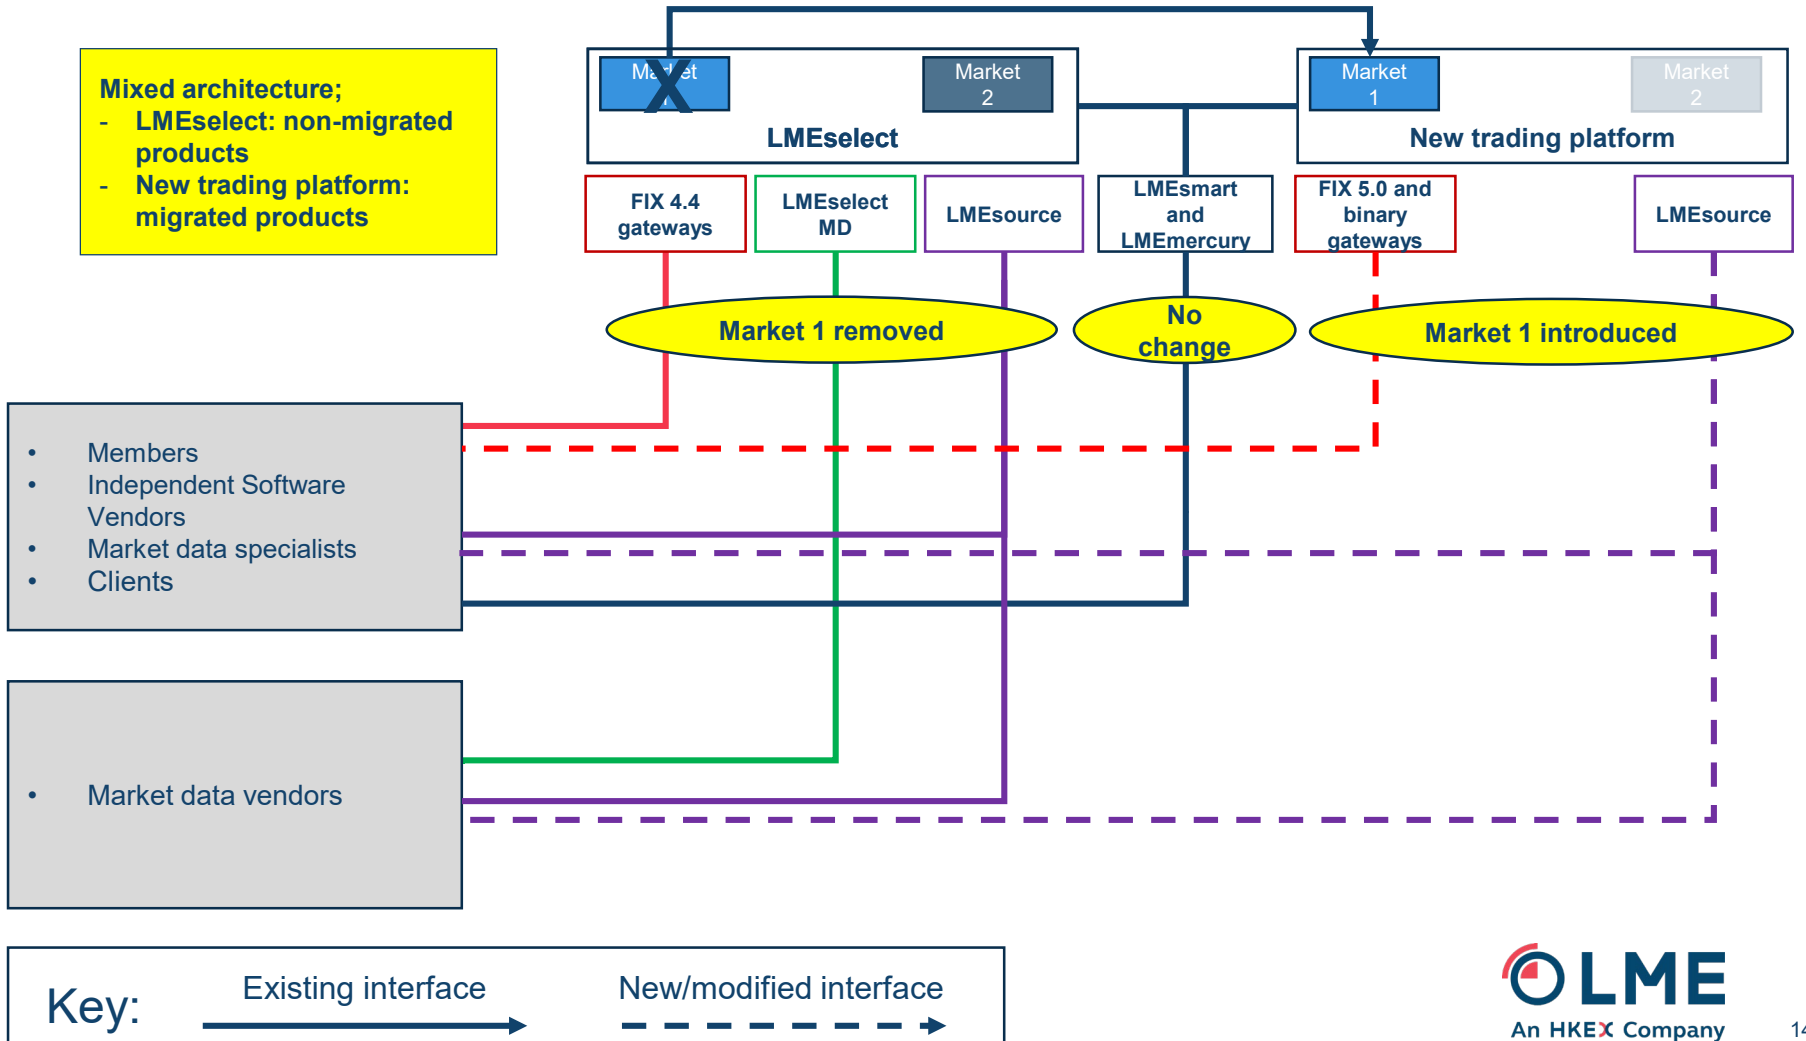 Mixed architecture;
- LMEselect: non-migrated
products
- New trading platform:
migrated products
Market
1
X
Market
2
LMEselect
Market
1
Market
2
New trading platform
FIX 4.4
gateways
LMEselect
MD
LMEsource
LMEsmart
and
LMEmercury
FIX 5.0 and
binary
gateways
LMEsource
Market 1 removed
No
change
Market 1 introduced
• Members
• Independent Software
Vendors
• Market data specialists
• Clients
• Market data vendors
Key:
Existing interface
New/modified interface
LME
An HKEX Company
14